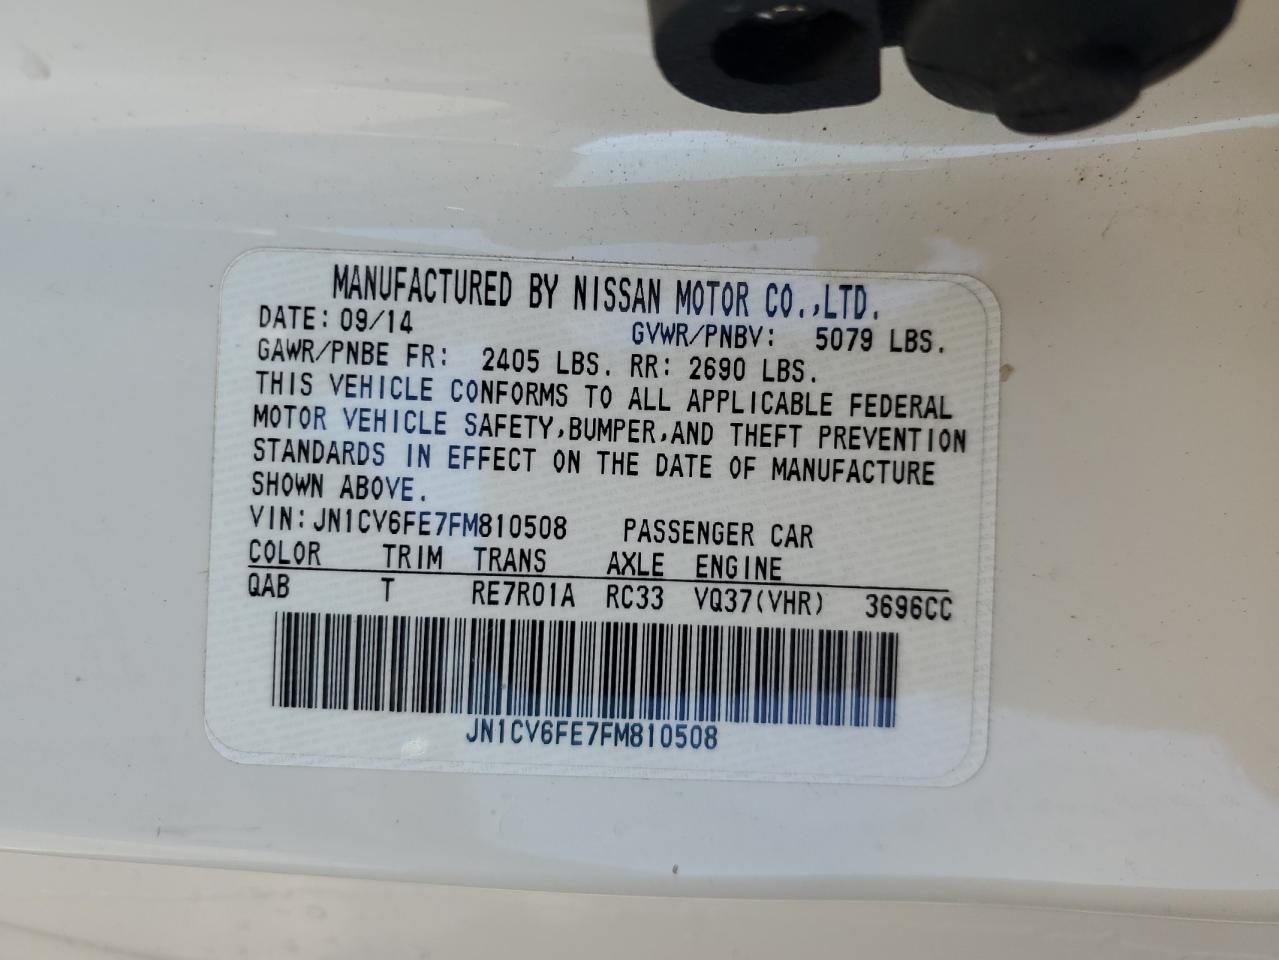 MANUFACTURED BY NISSAN MOTOR CO.,LTD.
DATE: 09/14 GVWR/PNBV: 5079 LBS.
GAWR/PNBE FR: 2405 LBS. RR: 2690 LBS.
THIS VEHICLE CONFORMS TO ALL APPLICABLE FEDERAL
MOTOR VEHICLE SAFETY,BUMPER,AND THEFT PREVENTION
STANDARDS IN EFFECT ON THE DATE OF MANUFACTURE
SHOWN ABOVE.
VIN: JN1CV6FE7FM810508 PASSENGER CAR
COLOR TRIM TRANS AXLE ENGINE
QAB T RE7R01A RC33 VQ37(VHR) 3696CC
JN1CV6FE7FM810508